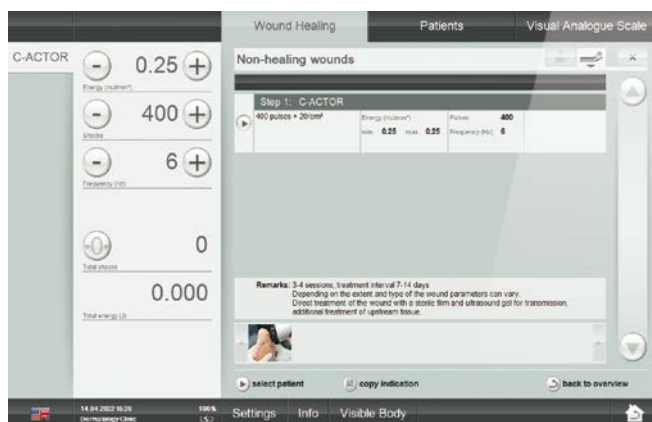 Wound Healing
Patients
Visual Analogue Scale
C-ACTOR
0.25
Energy (mJ/mm²)
400
Shocks
6
Frequency (Hz)
0
Total shocks
0.000
Total energy (J)
Non-healing wounds
Step 1: C-ACTOR
400 pulses + 20/cm²
Energy (mJ/mm²)
min. 0.25 max. 0.25
Pulses 400
Frequency (Hz) 6
Remarks: 3-4 sessions, treatment interval 7-14 days
Depending on the extent and type of the wound parameters can vary.
Direct treatment of the wound with a sterile film and ultrasound gel for transmission,
additional treatment of upstream tissue.
select patient
copy indication
back to overview
14.04.2022 16:26
Dermatology Clinic
100%
Settings
Info
Visible Body